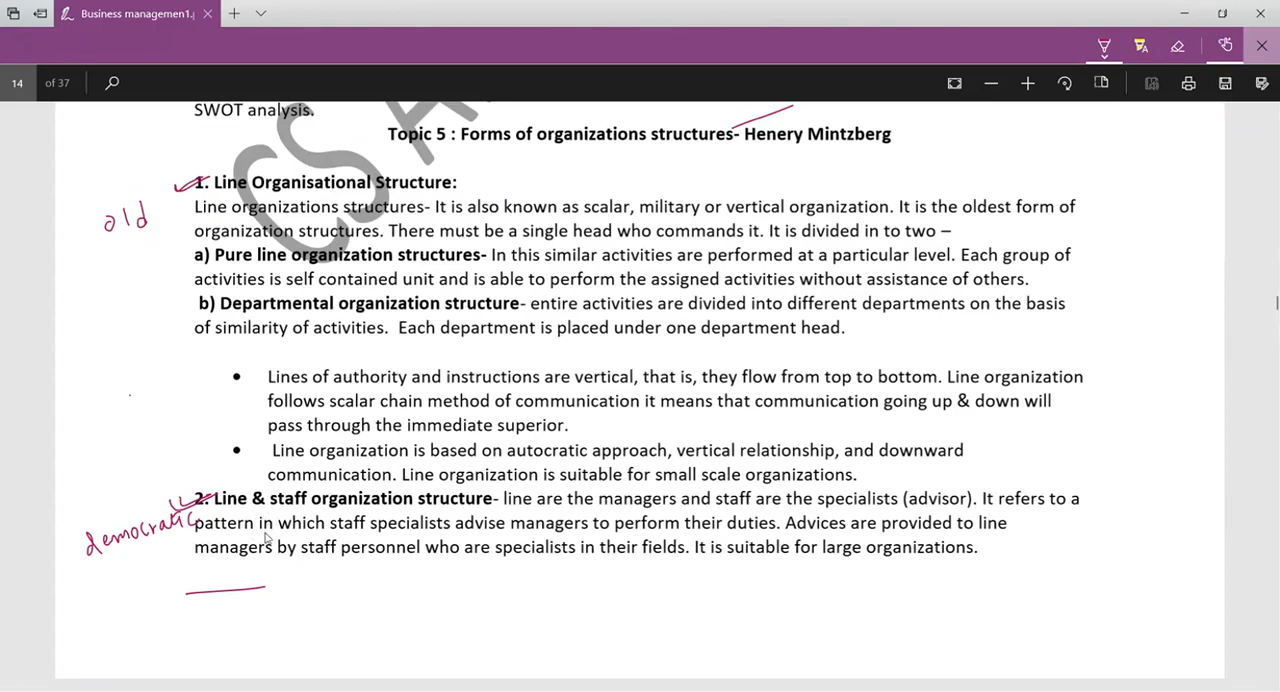 Business managemen1.p
14 of 37
SWOT analysis.
Topic 5 : Forms of organizations structures- Henery Mintzberg
1. Line Organisational Structure:
old
Line organizations structures- It is also known as scalar, military or vertical organization. It is the oldest form of
organization structures. There must be a single head who commands it. It is divided in to two –
a) Pure line organization structures- In this similar activities are performed at a particular level. Each group of
activities is self contained unit and is able to perform the assigned activities without assistance of others.
b) Departmental organization structure- entire activities are divided into different departments on the basis
of similarity of activities. Each department is placed under one department head.
• Lines of authority and instructions are vertical, that is, they flow from top to bottom. Line organization
follows scalar chain method of communication it means that communication going up & down will
pass through the immediate superior.
• Line organization is based on autocratic approach, vertical relationship, and downward
communication. Line organization is suitable for small scale organizations.
2. Line & staff organization structure- line are the managers and staff are the specialists (advisor). It refers to a
democratic
pattern in which staff specialists advise managers to perform their duties. Advices are provided to line
managers by staff personnel who are specialists in their fields. It is suitable for large organizations.
CS A